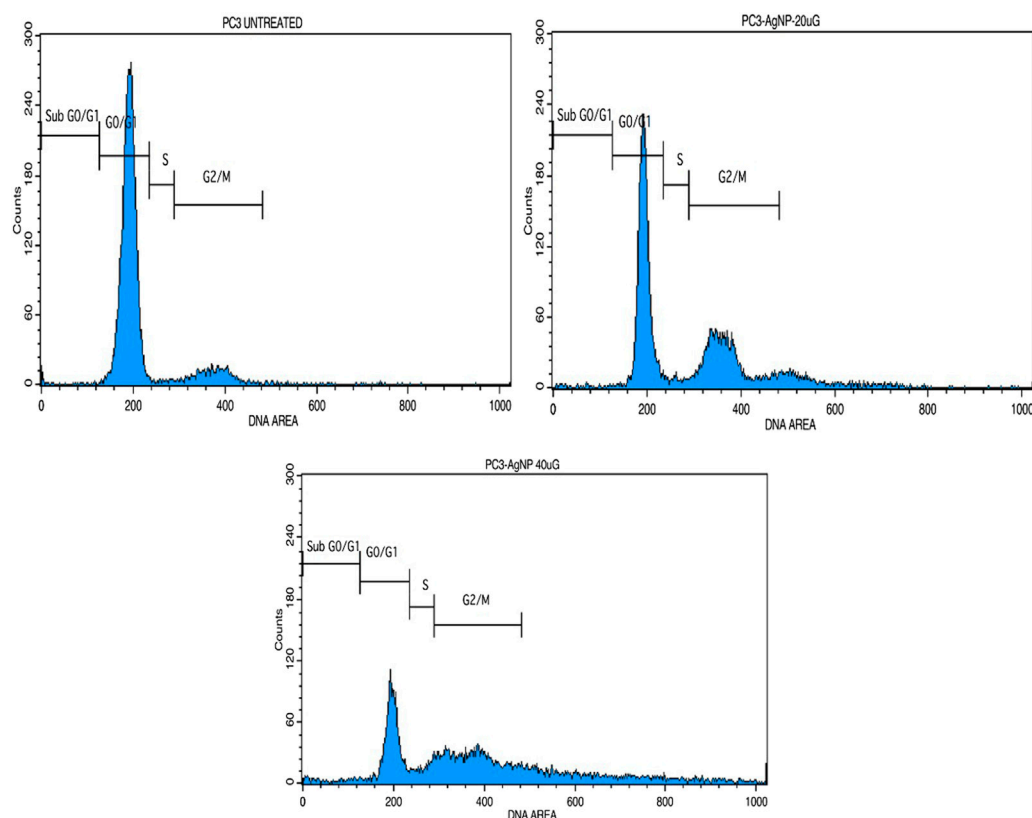 PC3 UNTREATED
300
240
180
120
60
0
Counts
Sub G0/G1
G0/G1
S
G2/M
0 200 400 600 800 1000
DNA AREA
PC3-AgNP-20uG
300
240
180
120
60
0
Counts
Sub G0/G1
G0/G1
S
G2/M
0 200 400 600 800 1000
DNA AREA
PC3-AgNP 40uG
300
240
180
120
60
0
Counts
Sub G0/G1
G0/G1
S
G2/M
0 200 400 600 800 1000
DNA AREA